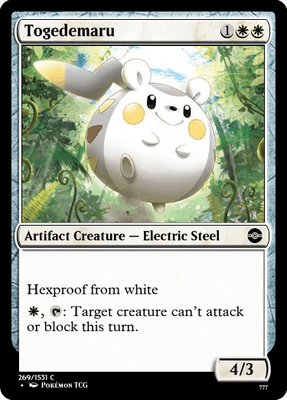 Togedemaru 1
Artifact Creature — Electric Steel
Hexproof from white
, : Target creature can't attack
or block this turn.
4/3
269/1531 C
• Pokémon TCG
777